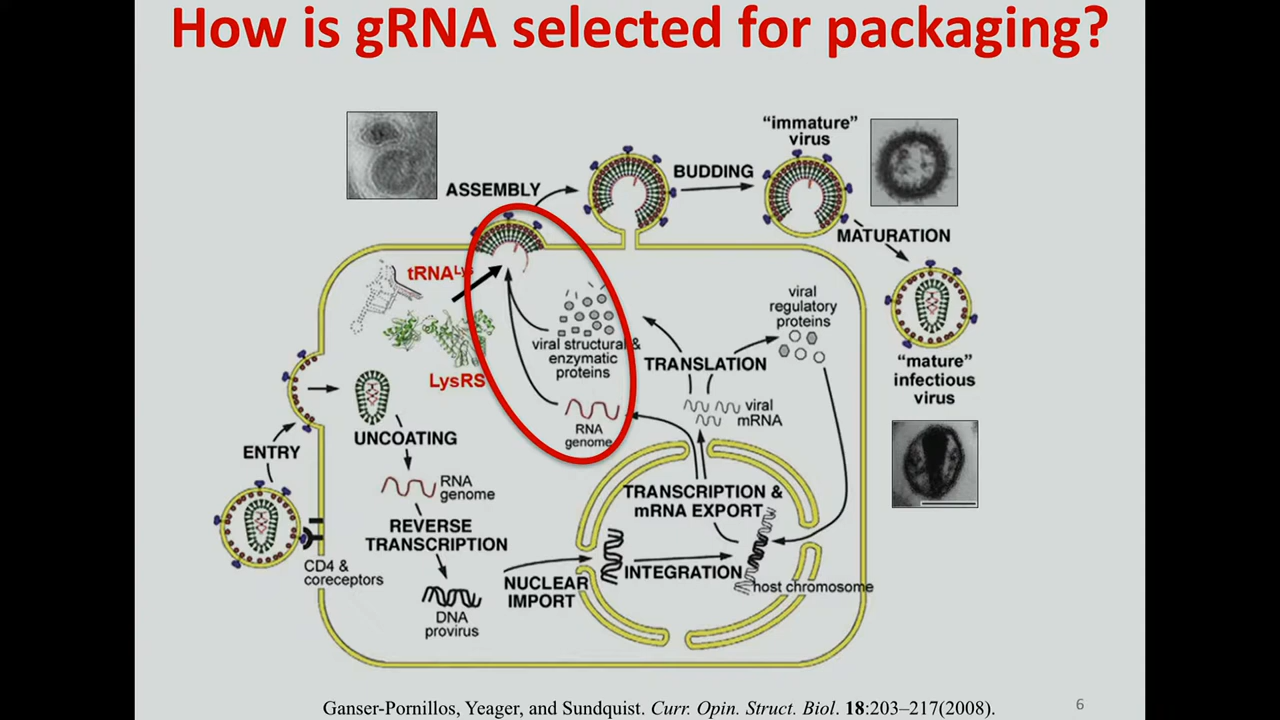 How is gRNA selected for packaging?
"immature"
virus
BUDDING
ASSEMBLY
MATURATION
tRNALys
viral
regulatory
proteins
viral structural &
enzymatic
proteins
TRANSLATION
"mature"
infectious
virus
LysRS
viral
mRNA
RNA
genome
UNCOATING
ENTRY
RNA
genome
TRANSCRIPTION &
mRNA EXPORT
REVERSE
TRANSCRIPTION
CD4 &
coreceptors
NUCLEAR
IMPORT
INTEGRATION
host chromosome
DNA
provirus
Ganser-Pornillos, Yeager, and Sundquist. Curr. Opin. Struct. Biol. 18:203–217(2008).
6